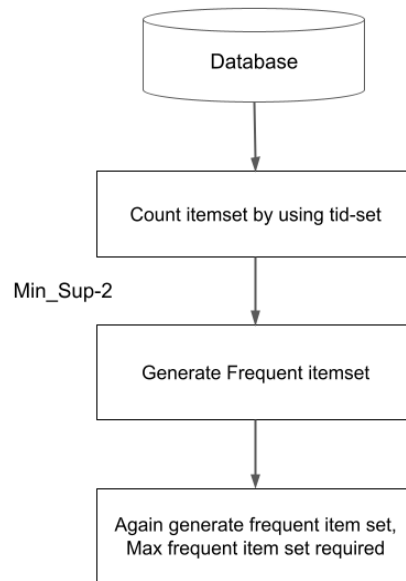 Database
Count itemset by using tid-set
Min_Sup-2
Generate Frequent itemset
Again generate frequent item set,
Max frequent item set required